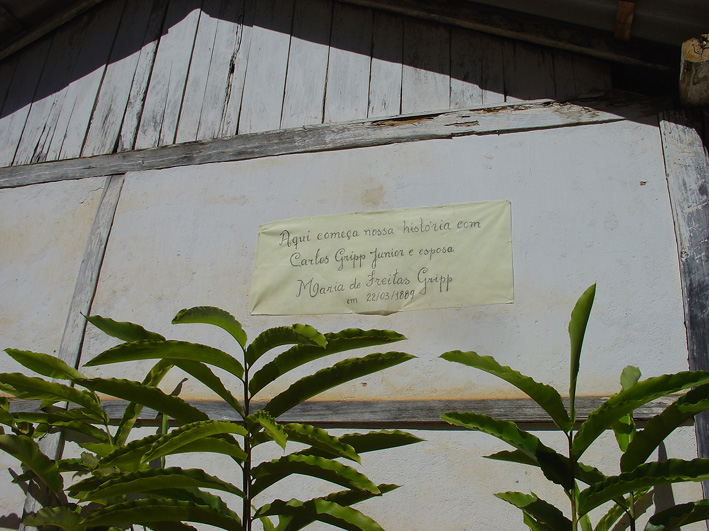 Aqui começa nossa história com
Carlos Gripp Junior e esposa
Maria de Freitas Gripp
em 22/03/1889